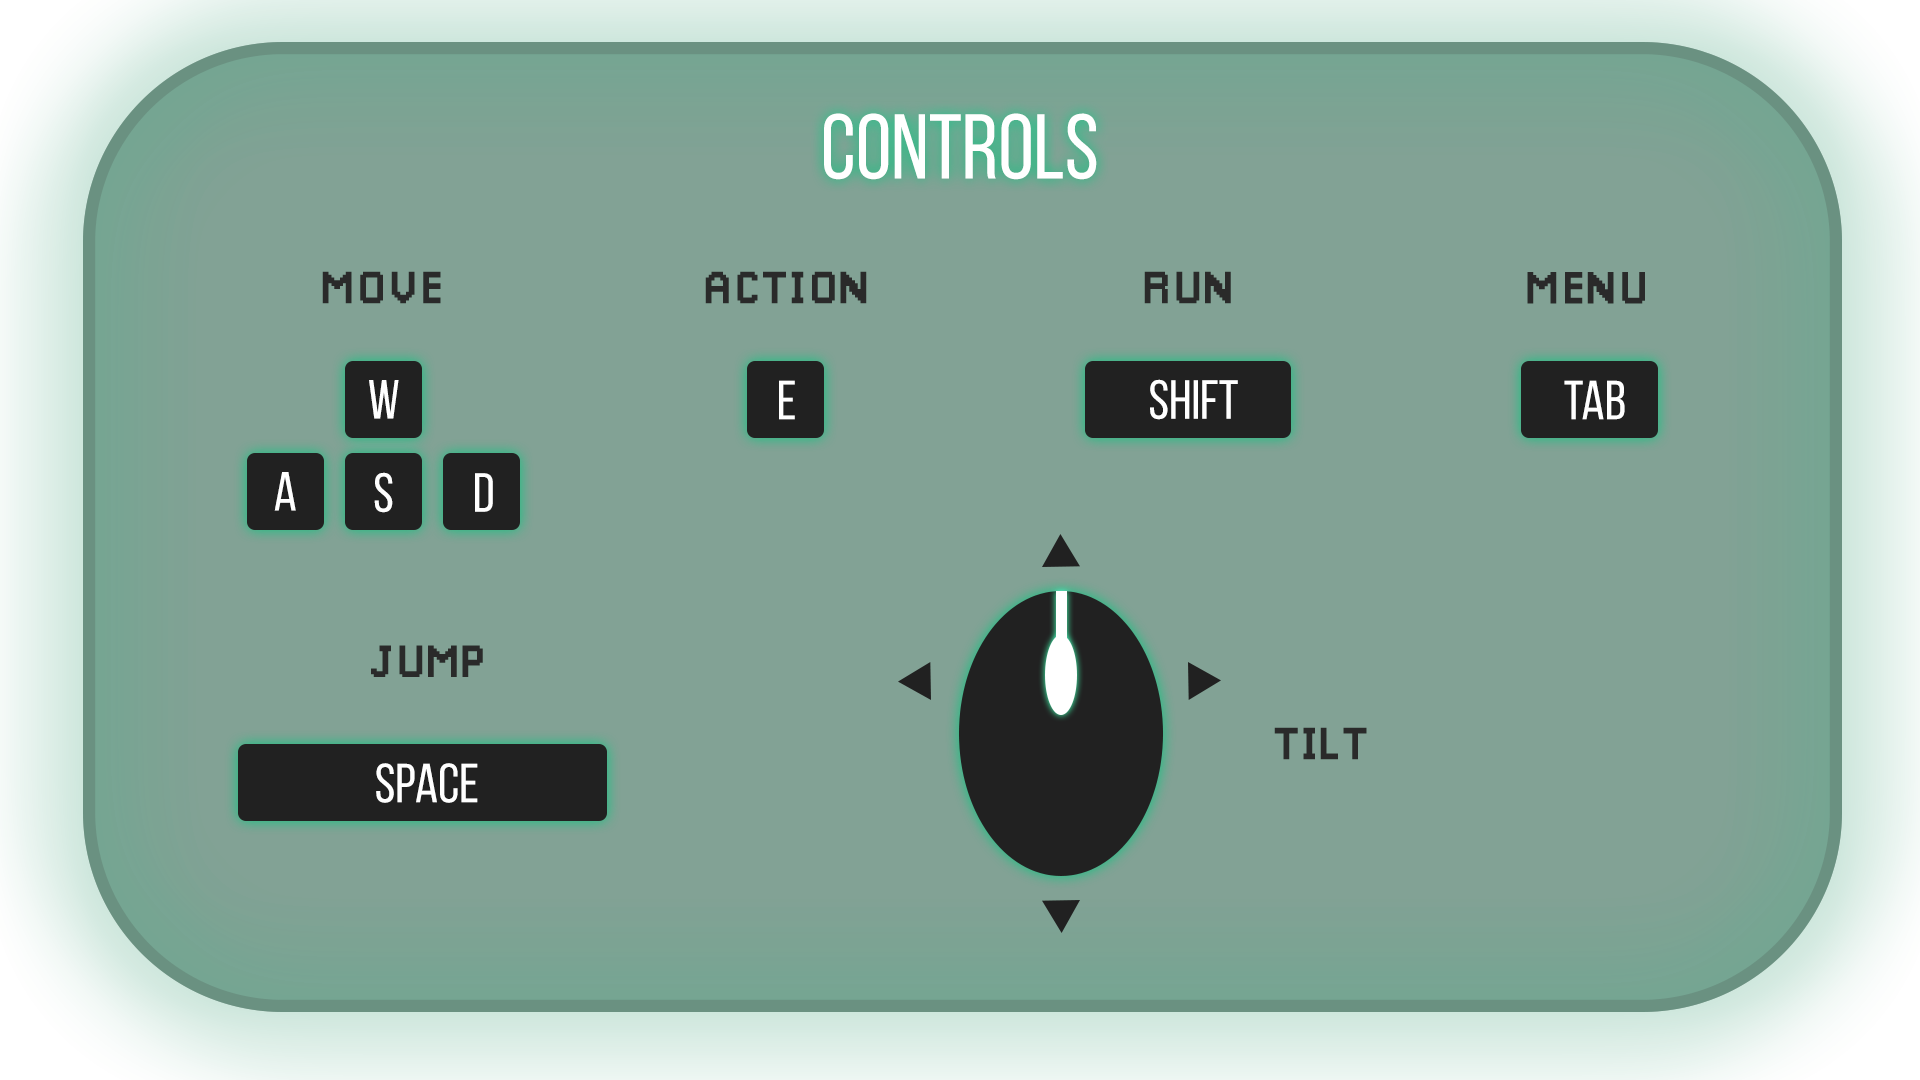 CONTROLS
MOVE
ACTION
RUN
MENU
W
E
SHIFT
TAB
A
S
D
JUMP
TILT
SPACE